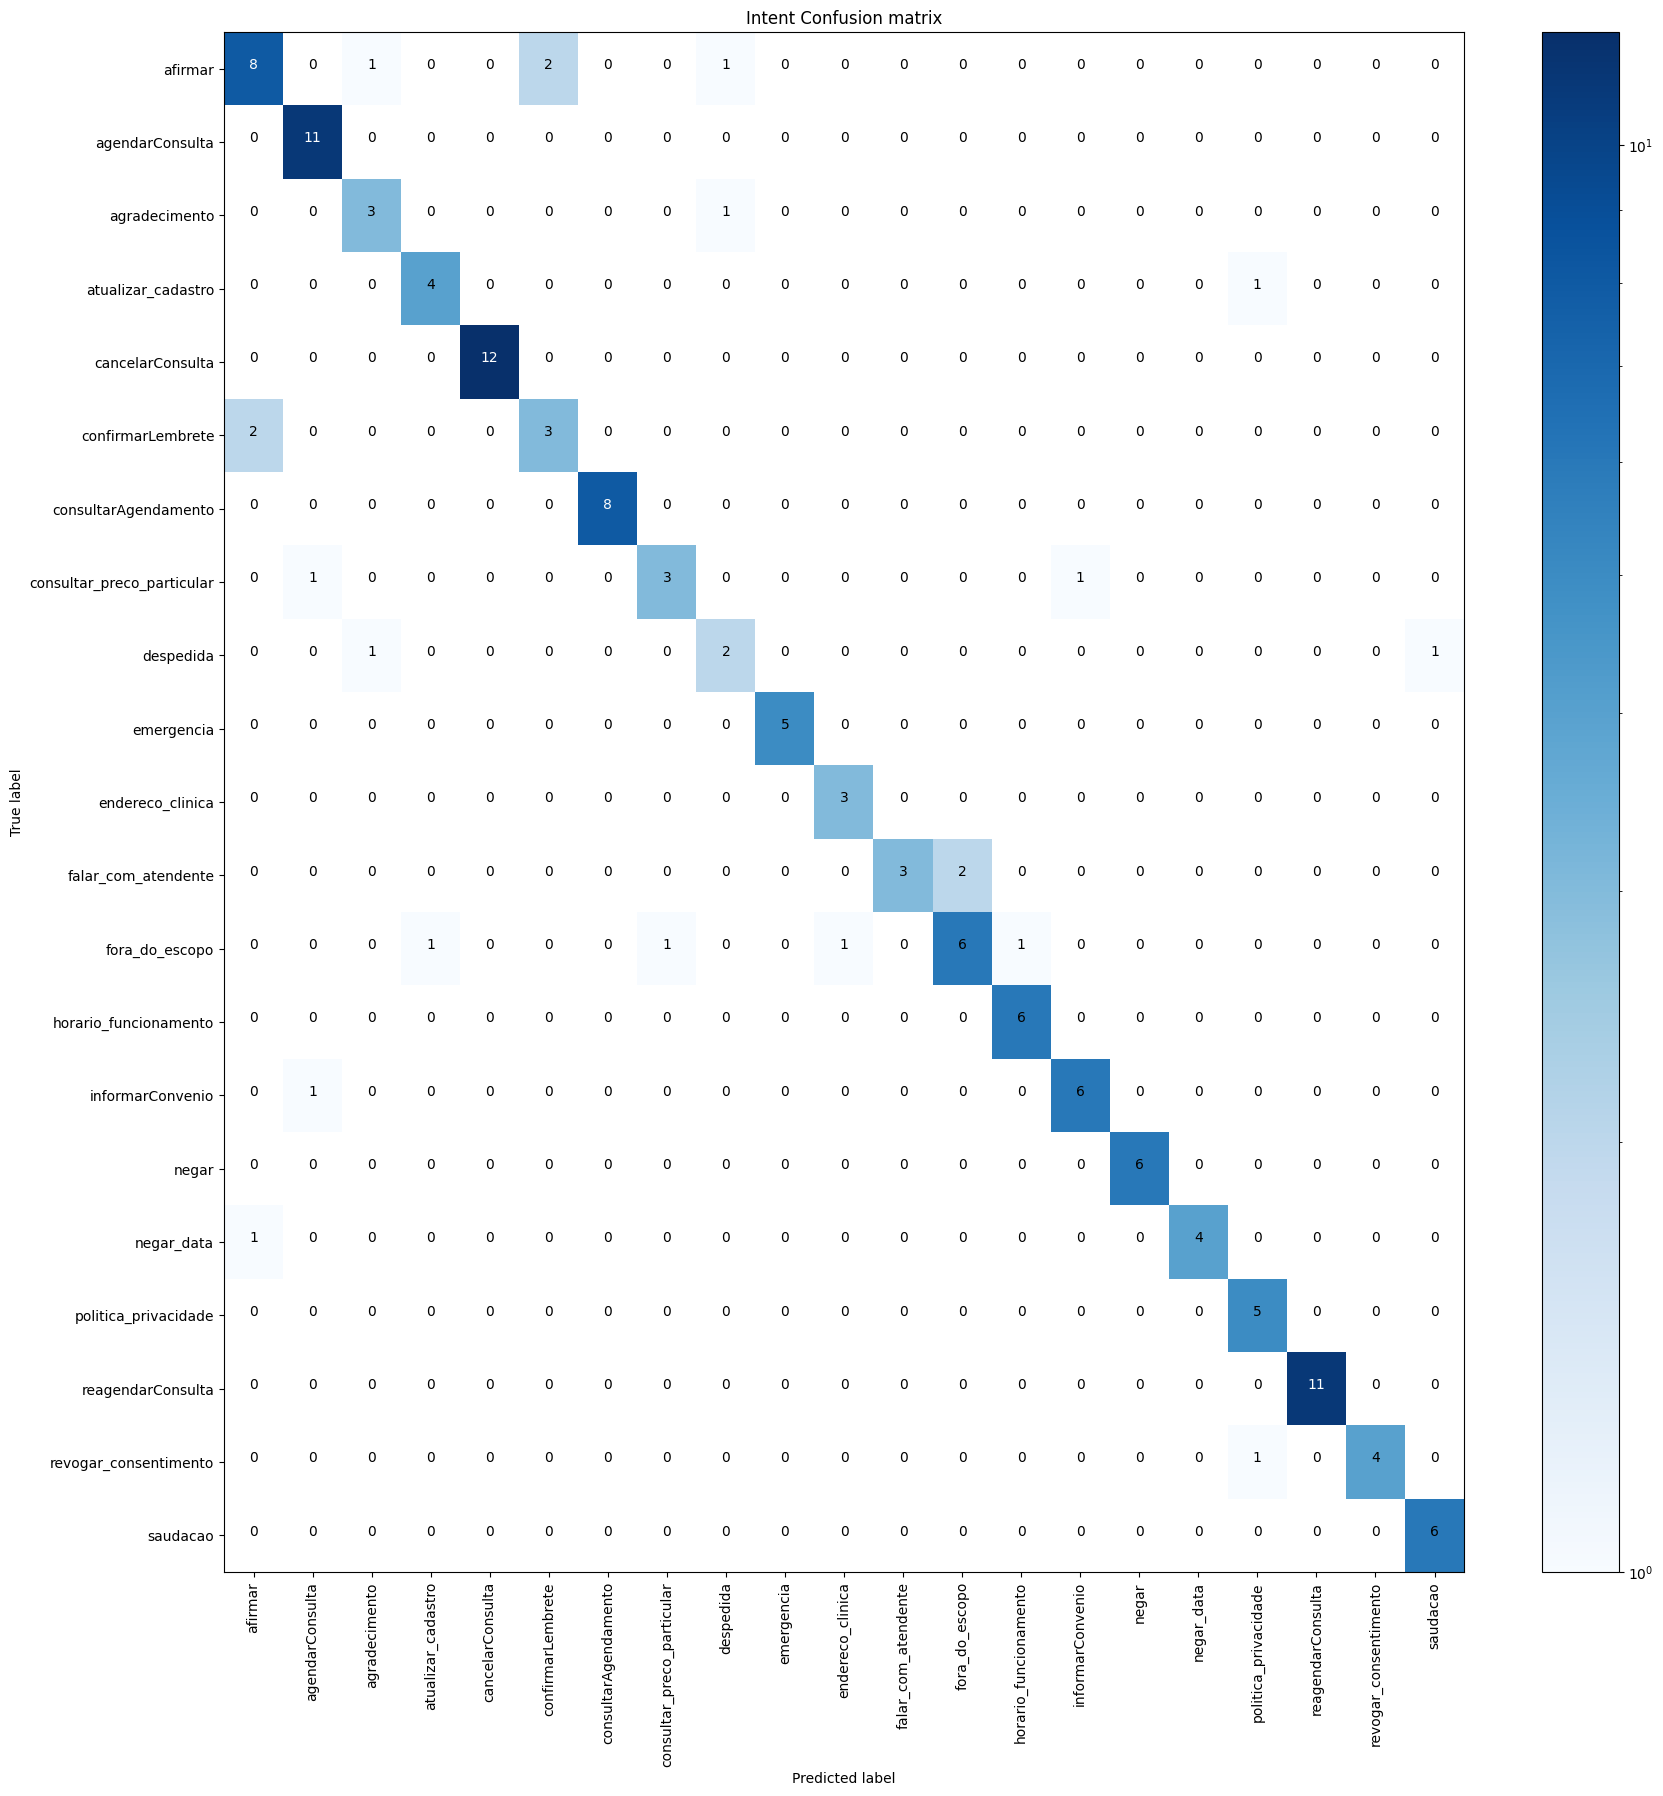 Intent Confusion matrix
afirmar 8 0 1 0 0 2 0 0 1 0 0 0 0 0 0 0 0 0 0 0 0
agendarConsulta 0 11 0 0 0 0 0 0 0 0 0 0 0 0 0 0 0 0 0 0 0
agradecimento 0 0 3 0 0 0 0 0 1 0 0 0 0 0 0 0 0 0 0 0 0
atualizar_cadastro 0 0 0 4 0 0 0 0 0 0 0 0 0 0 0 0 0 1 0 0 0
cancelarConsulta 0 0 0 0 12 0 0 0 0 0 0 0 0 0 0 0 0 0 0 0 0
confirmarLembrete 2 0 0 0 0 3 0 0 0 0 0 0 0 0 0 0 0 0 0 0 0
consultarAgendamento 0 0 0 0 0 0 8 0 0 0 0 0 0 0 0 0 0 0 0 0 0
consultar_preco_particular 0 1 0 0 0 0 0 3 0 0 0 0 0 0 1 0 0 0 0 0 0
despedida 0 0 1 0 0 0 0 0 2 0 0 0 0 0 0 0 0 0 0 0 1
emergencia 0 0 0 0 0 0 0 0 0 5 0 0 0 0 0 0 0 0 0 0 0
endereco_clinica 0 0 0 0 0 0 0 0 0 0 3 0 0 0 0 0 0 0 0 0 0
falar_com_atendente 0 0 0 0 0 0 0 0 0 0 0 3 2 0 0 0 0 0 0 0 0
fora_do_escopo 0 0 0 1 0 0 0 1 0 0 1 0 6 1 0 0 0 0 0 0 0
horario_funcionamento 0 0 0 0 0 0 0 0 0 0 0 0 0 6 0 0 0 0 0 0 0
informarConvenio 0 1 0 0 0 0 0 0 0 0 0 0 0 0 6 0 0 0 0 0 0
negar 0 0 0 0 0 0 0 0 0 0 0 0 0 0 0 6 0 0 0 0 0
negar_data 1 0 0 0 0 0 0 0 0 0 0 0 0 0 0 0 4 0 0 0 0
politica_privacidade 0 0 0 0 0 0 0 0 0 0 0 0 0 0 0 0 0 5 0 0 0
reagendarConsulta 0 0 0 0 0 0 0 0 0 0 0 0 0 0 0 0 0 0 11 0 0
revogar_consentimento 0 0 0 0 0 0 0 0 0 0 0 0 0 0 0 0 0 1 0 4 0
saudacao 0 0 0 0 0 0 0 0 0 0 0 0 0 0 0 0 0 0 0 0 6
True label
afirmar
agendarConsulta
agradecimento
atualizar_cadastro
cancelarConsulta
confirmarLembrete
consultarAgendamento
consultar_preco_particular
despedida
emergencia
endereco_clinica
falar_com_atendente
fora_do_escopo
horario_funcionamento
informarConvenio
negar
negar_data
politica_privacidade
reagendarConsulta
revogar_consentimento
saudacao
Predicted label
10¹
10⁰